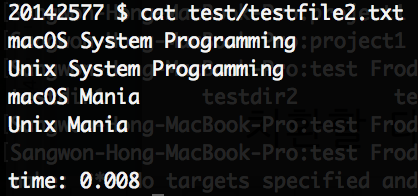 20142577 $ cat test/testfile2.txt
macOS System Programming
Unix System Programming
macOS Mania
Unix Mania
time: 0.008